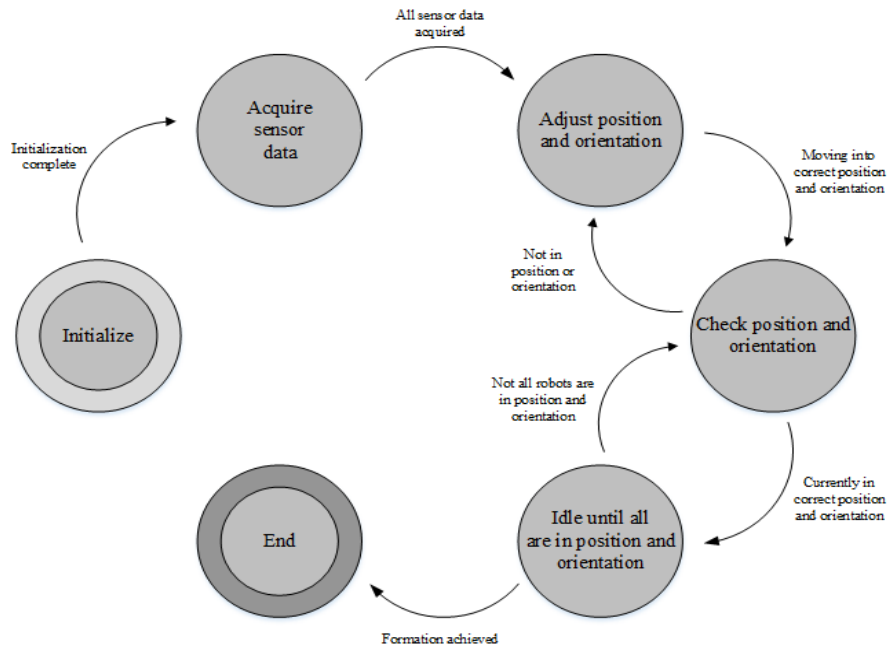 All sensor data
acquired
Acquire
sensor
data
Adjust position
and orientation
Initialization
complete
Moving into
correct position
and orientation
Not in
position or
orientation
Initialize
Check position and
orientation
Not all robots are
in position and
orientation
Currently in
correct position
and orientation
End
Idle until all
are in position and
orientation
Formation achieved